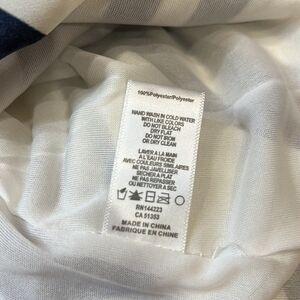 100%Polyester/Polyester
HAND WASH IN COLD WATER
WITH LIKE COLORS
DO NOT BLEACH
DRY FLAT
DO NOT IRON
OR DRY CLEAN
LAVER A LA MAIN
A L'EAU FROIDE
AVEC COULEURS SIMILAIRES
NE PAS JAVELLISER
SECHER A PLAT
NE PAS REPASSER
OU NETTOYER A SEC
RN144223
CA 51353
MADE IN CHINA
FABRIQUE EN CHINE